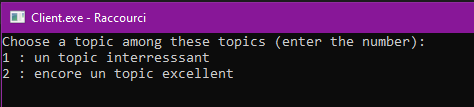 Client.exe - Raccourci
Choose a topic among these topics (enter the number):
1 : un topic interresssant
2 : encore un topic excellent